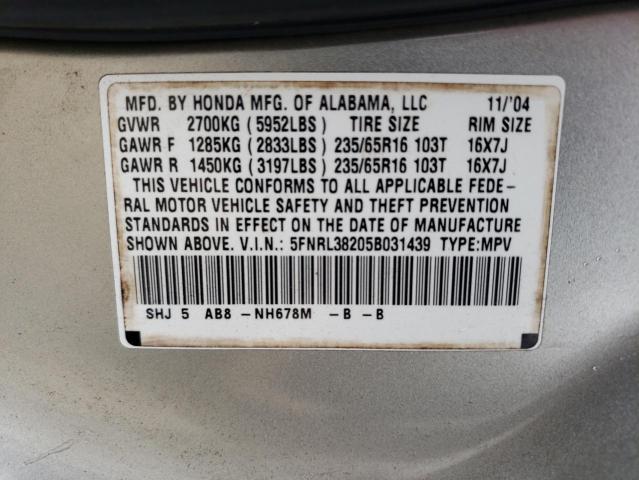 MFD. BY HONDA MFG. OF ALABAMA, LLC 11/'04
GVWR 2700KG (5952LBS) TIRE SIZE RIM SIZE
GAWR F 1285KG (2833LBS) 235/65R16 103T 16X7J
GAWR R 1450KG (3197LBS) 235/65R16 103T 16X7J
THIS VEHICLE CONFORMS TO ALL APPLICABLE FEDE-
RAL MOTOR VEHICLE SAFETY AND THEFT PREVENTION
STANDARDS IN EFFECT ON THE DATE OF MANUFACTURE
SHOWN ABOVE. V.I.N.: 5FNRL38205B031439 TYPE:MPV
SHJ 5 AB8 -NH678M -B -B